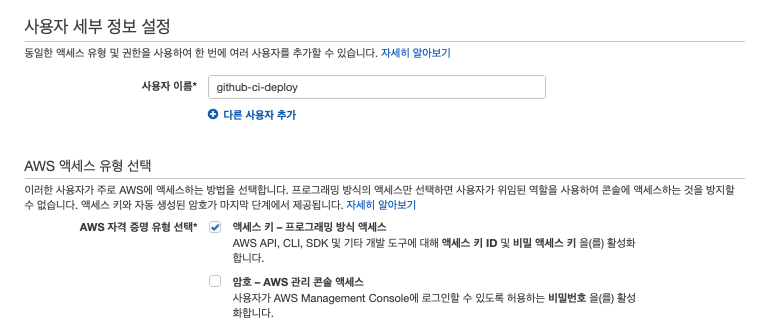 사용자 세부 정보 설정
동일한 액세스 유형 및 권한을 사용하여 한 번에 여러 사용자를 추가할 수 있습니다. 자세히 알아보기
사용자 이름* github-ci-deploy
다른 사용자 추가
AWS 액세스 유형 선택
이러한 사용자가 주로 AWS에 액세스하는 방법을 선택합니다. 프로그래밍 방식의 액세스만 선택하면 사용자가 위임된 역할을 사용하여 콘솔에 액세스하는 것을 방지할
수 없습니다. 액세스 키와 자동 생성된 암호가 마지막 단계에서 제공됩니다. 자세히 알아보기
AWS 자격 증명 유형 선택* 액세스 키 – 프로그래밍 방식 액세스
AWS API, CLI, SDK 및 기타 개발 도구에 대해 액세스 키 ID 및 비밀 액세스 키 을(를) 활성화
합니다.
암호 – AWS 관리 콘솔 액세스
사용자가 AWS Management Console에 로그인할 수 있도록 허용하는 비밀번호 을(를) 활성
화합니다.